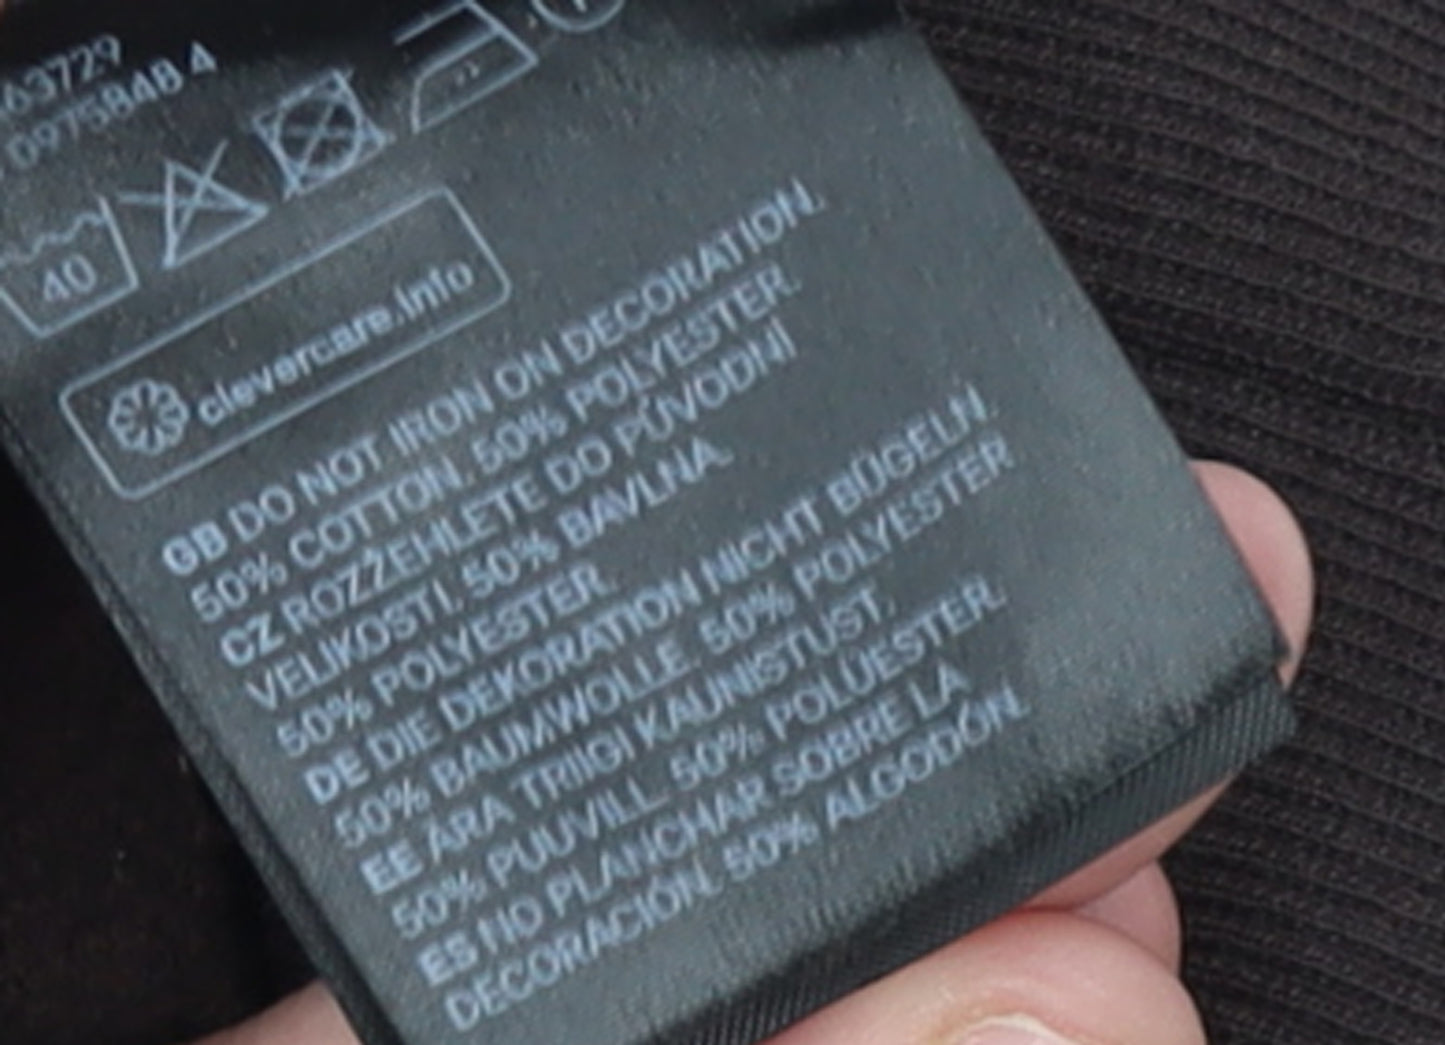 63729
0975848 4
40
clevercare.info
GB DO NOT IRON ON DECORATION.
50% COTTON. 50% POLYESTER.
CZ ROZŽEHLETE DO PŮVODNÍ
VELIKOSTI. 50% BAVLNA.
50% POLYESTER.
DE DIE DEKORATION NICHT BÜGELN.
50% BAUMWOLLE. 50% POLYESTER
EE ÄRA TRIIGI KAUNISTUST.
50% PUUVILL. 50% POLÜESTER.
ES NO PLANCHAR SOBRE LA
DECORACIÓN. 50% ALGODÓN.